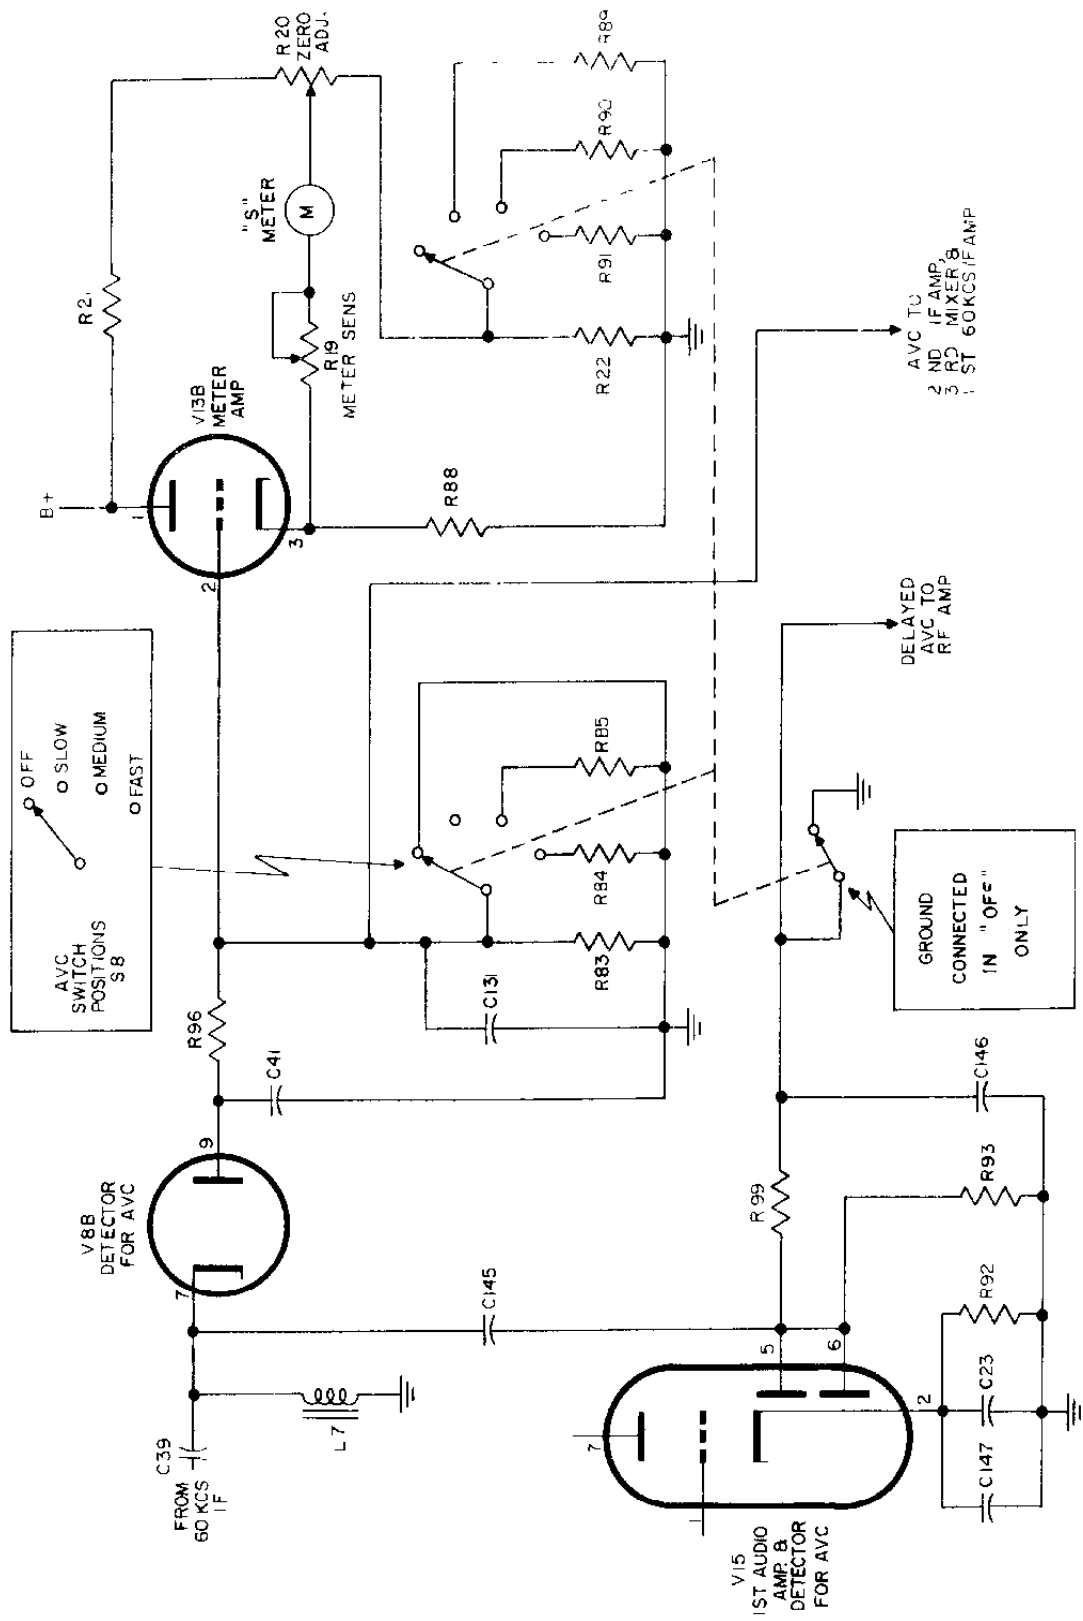 FROM
60 KCS
IF
C39
L7
7
V8B
DETECTOR
FOR AVC
9
R96
C41
C145
AVC
SWITCH
POSITIONS
S8
OFF
SLOW
MEDIUM
FAST
C131
R83
R84
R85
2
B+
1
3
V13B
METER
AMP
R21
R88
R19
METER SENS
"S"
METER
M
R20
ZERO
ADJ.
R22
R91
R90
R89
AVC TO
2 ND IF AMP,
3 RD MIXER &
1 ST 60KCS IF AMP
V15
1ST AUDIO
AMP. &
DETECTOR
FOR AVC
7
1
5
6
2
C147
C23
R92
R93
R99
C146
GROUND
CONNECTED
IN "OFF"
ONLY
DELAYED
AVC TO
RF AMP